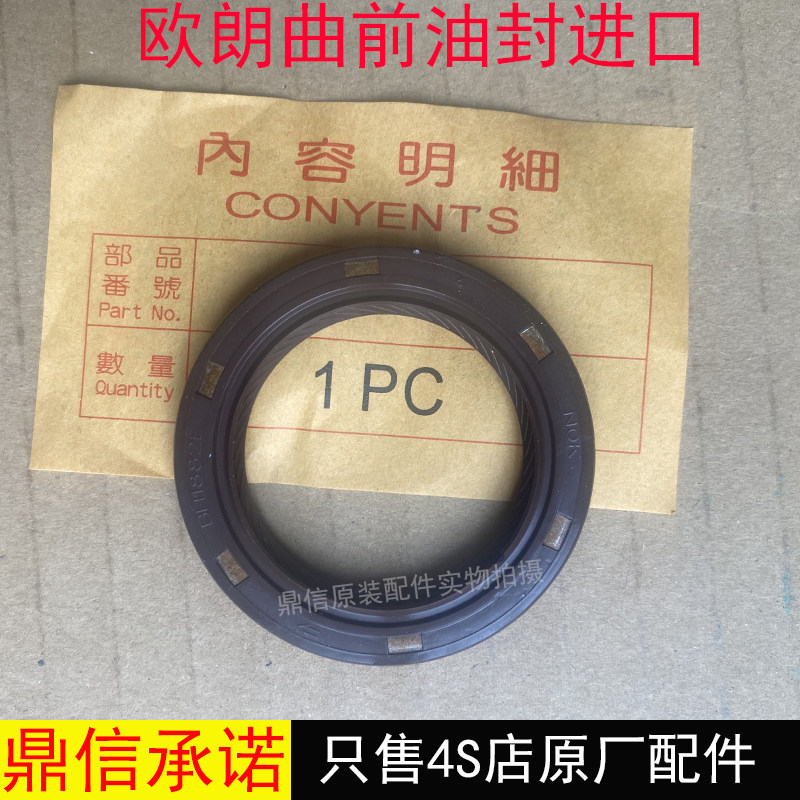 欧朗曲前油封进口
內容明細
CONYENTS
部品
番號
Part No.
數量
Quantity
1 PC
NOK
鼎信原装配件实物拍摄
鼎信承诺
只售4S店原厂配件